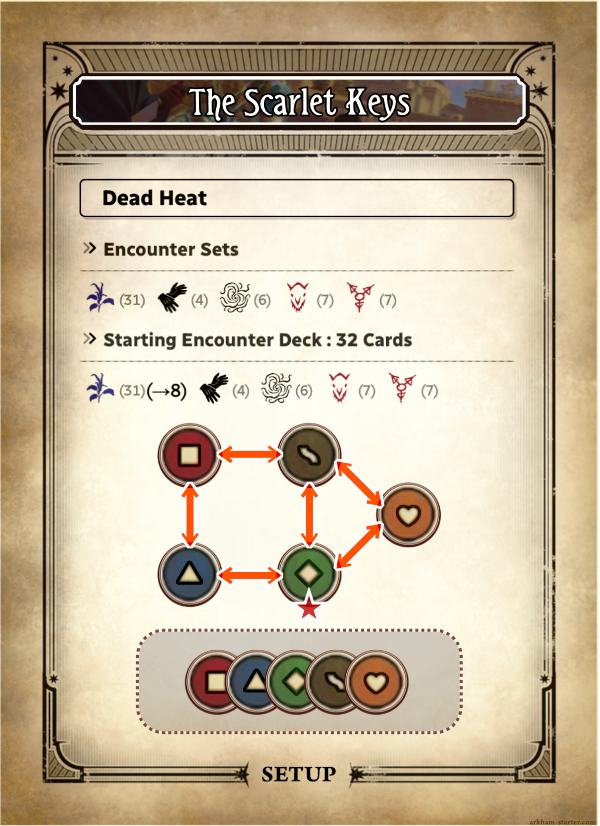 The Scarlet Keys
Dead Heat
Encounter Sets
(31) (4) (6) (7) (7)
Starting Encounter Deck : 32 Cards
(31)(→8) (4) (6) (7) (7)
SETUP
arkham-starter.com